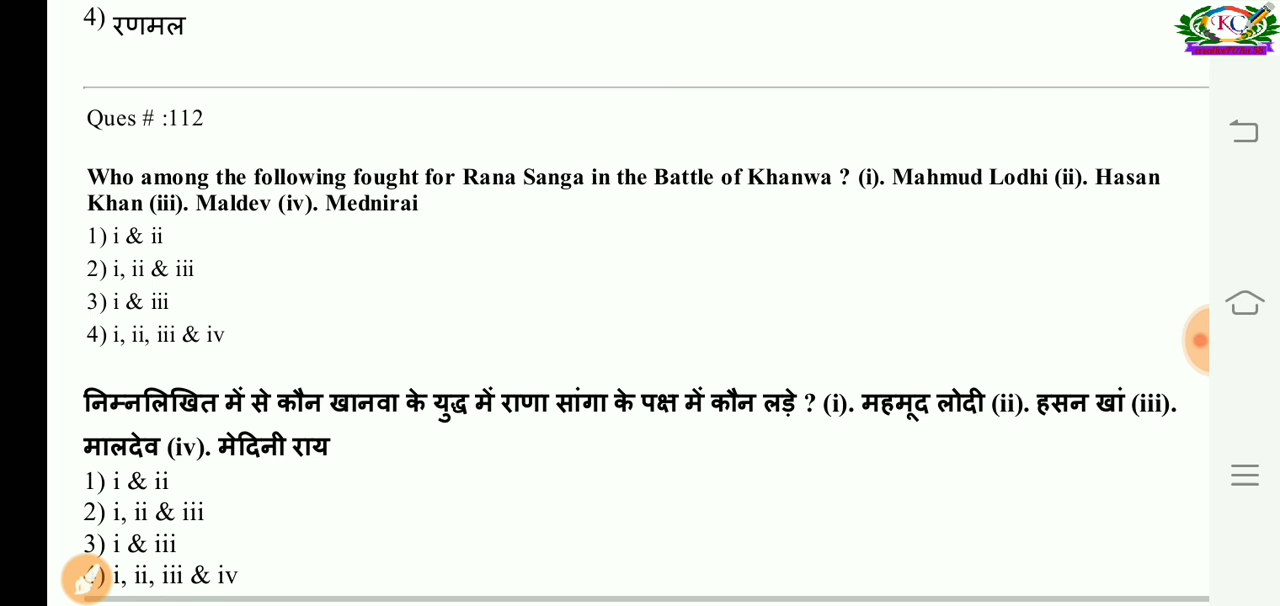 4) रणमल
KC
Ques # :112
Who among the following fought for Rana Sanga in the Battle of Khanwa ? (i). Mahmud Lodhi (ii). Hasan
Khan (iii). Maldev (iv). Mednirai
1) i & ii
2) i, ii & iii
3) i & iii
4) i, ii, iii & iv
निम्नलिखित में से कौन खानवा के युद्ध में राणा सांगा के पक्ष में कौन लड़े ? (i). महमूद लोदी (ii). हसन खां (iii).
मालदेव (iv). मेदिनी राय
1) i & ii
2) i, ii & iii
3) i & iii
) i, ii, iii & iv